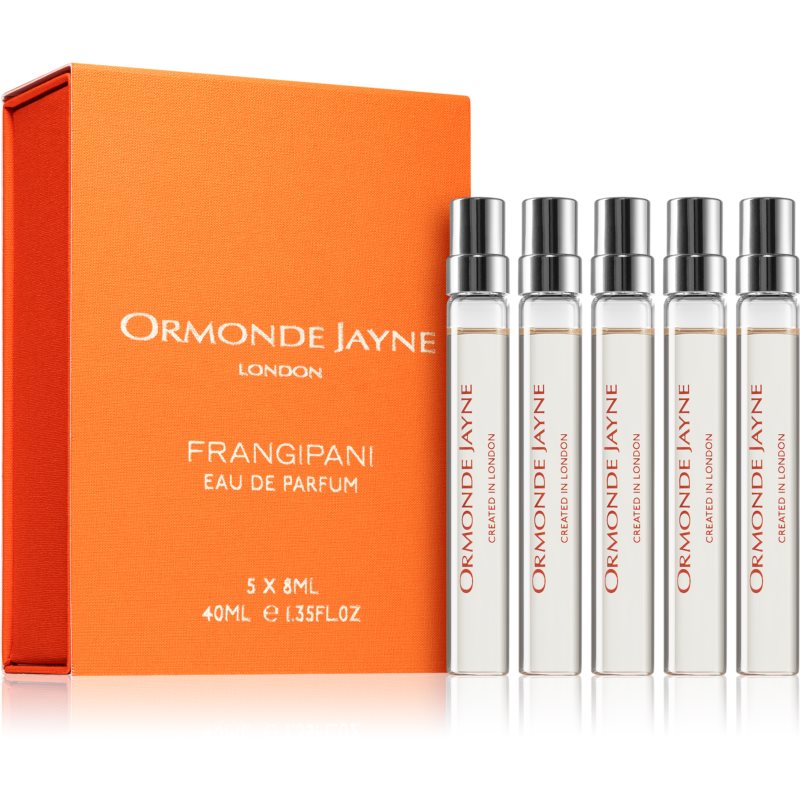 ORMONDE JAYNE
LONDON
FRANGIPANI
EAU DE PARFUM
5 X 8ML
40ML e 1.35FL.OZ
ORMONDE JAYNE
CREATED IN LONDON
ORMONDE JAYNE
CREATED IN LONDON
ORMONDE JAYNE
CREATED IN LONDON
ORMONDE JAYNE
CREATED IN LONDON
ORMONDE JAYNE
CREATED IN LONDON